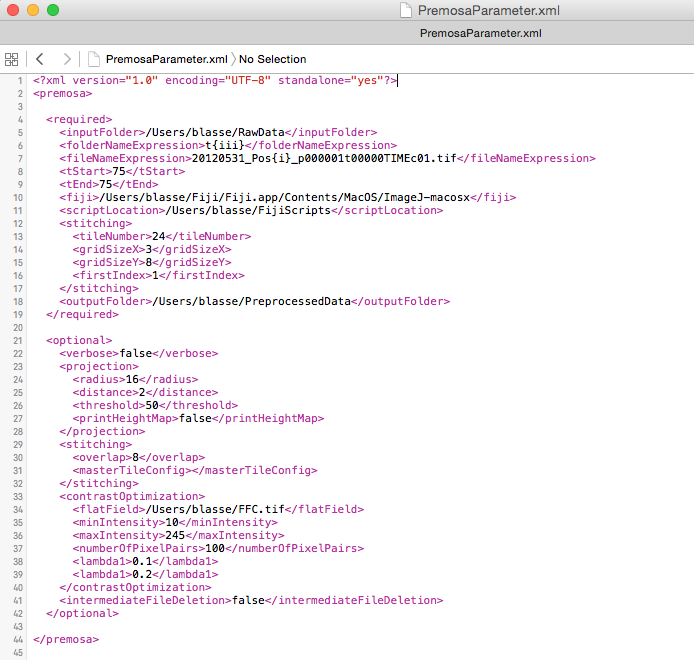 PremosaParameter.xml
PremosaParameter.xml
PremosaParameter.xml No Selection
1 <?xml version="1.0" encoding="UTF-8" standalone="yes"?>
2 <premosa>
3
4 <required>
5 <inputFolder>/Users/blasse/RawData</inputFolder>
6 <folderNameExpression>t{iii}</folderNameExpression>
7 <fileNameExpression>20120531_Pos{i}_p000001t00000TIMEc01.tif</fileNameExpression>
8 <tStart>75</tStart>
9 <tEnd>75</tEnd>
10 <fiji>/Users/blasse/Fiji/Fiji.app/Contents/MacOS/ImageJ-macosx</fiji>
11 <scriptLocation>/Users/blasse/FijiScripts</scriptLocation>
12 <stitching>
13 <tileNumber>24</tileNumber>
14 <gridSizeX>3</gridSizeX>
15 <gridSizeY>8</gridSizeY>
16 <firstIndex>1</firstIndex>
17 </stitching>
18 <outputFolder>/Users/blasse/PreprocessedData</outputFolder>
19 </required>
20
21 <optional>
22 <verbose>false</verbose>
23 <projection>
24 <radius>16</radius>
25 <distance>2</distance>
26 <threshold>50</threshold>
27 <printHeightMap>false</printHeightMap>
28 </projection>
29 <stitching>
30 <overlap>8</overlap>
31 <masterTileConfig></masterTileConfig>
32 </stitching>
33 <contrastOptimization>
34 <flatField>/Users/blasse/FFC.tif</flatField>
35 <minIntensity>10</minIntensity>
36 <maxIntensity>245</maxIntensity>
37 <numberOfPixelPairs>100</numberOfPixelPairs>
38 <lambda1>0.1</lambda1>
39 <lambda1>0.2</lambda1>
40 </contrastOptimization>
41 <intermediateFileDeletion>false</intermediateFileDeletion>
42 </optional>
43
44 </premosa>
45